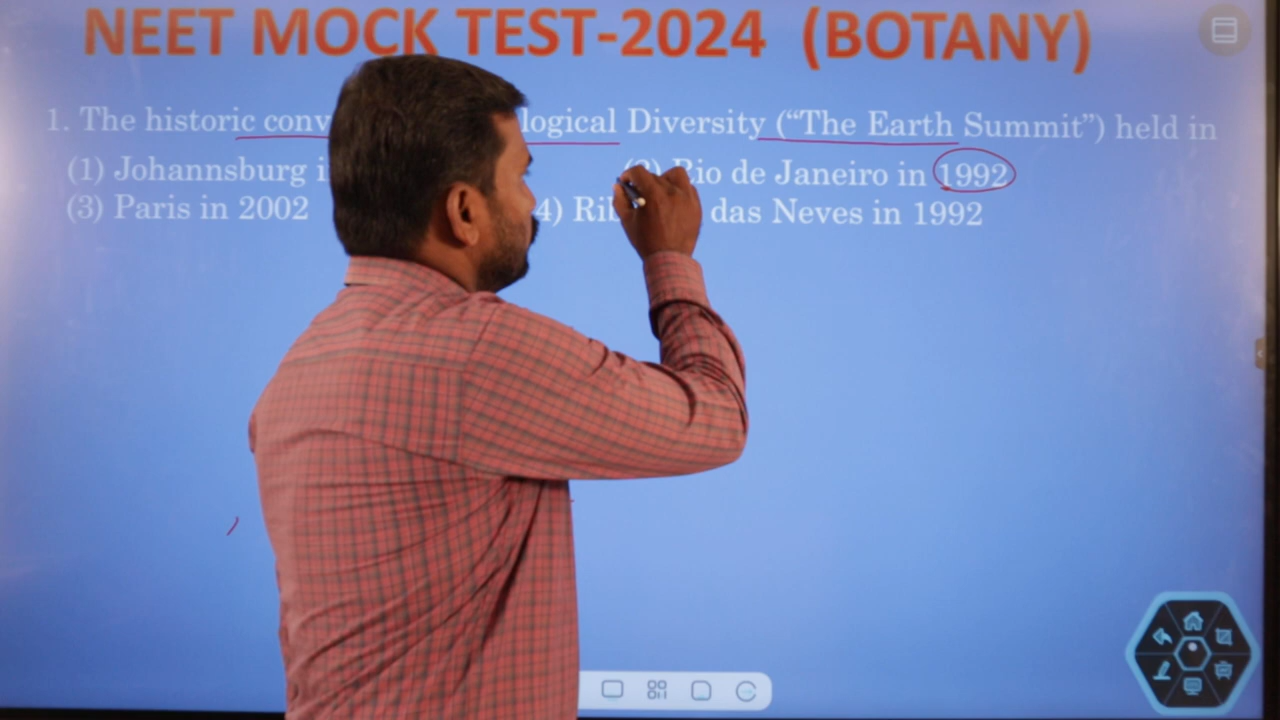 NEET MOCK TEST-2024 (BOTANY)
1. The historic conv logical Diversity (“The Earth Summit”) held in
(1) Johannsburg i (2) Rio de Janeiro in 1992
(3) Paris in 2002 4) Rib das Neves in 1992